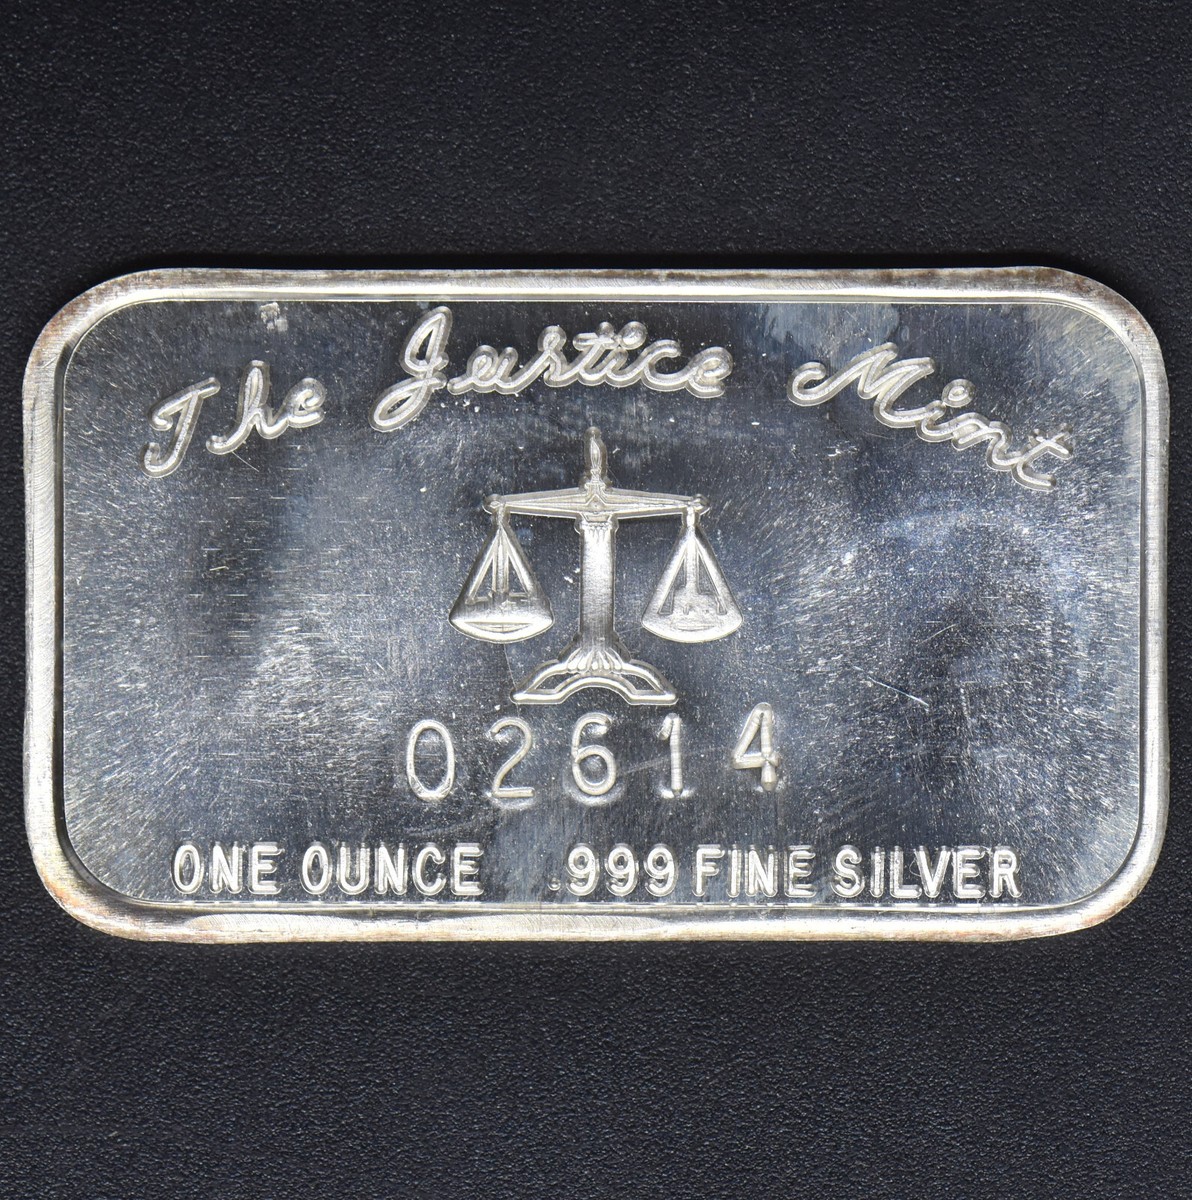 The Justice Mint
02614
ONE OUNCE .999 FINE SILVER